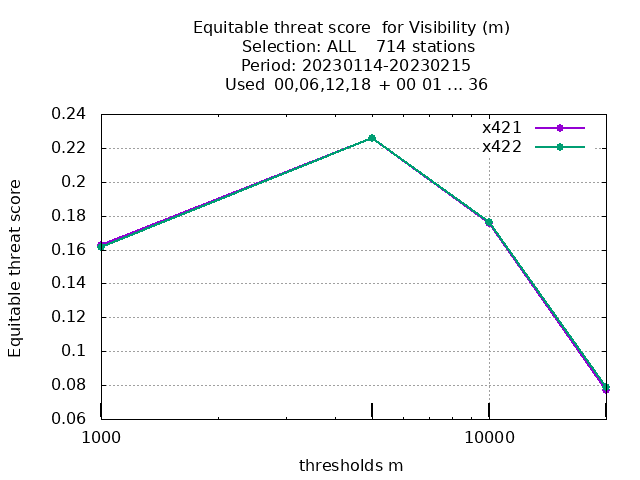 Equitable threat score  for Visibility (m)
Selection: ALL    714 stations
Period: 20230114-20230215
Used  00,06,12,18  + 00 01 ... 36
x421
x422
0.24
0.22
0.2
0.18
0.16
0.14
0.12
0.1
0.08
0.06
Equitable threat score
1000
10000
thresholds m